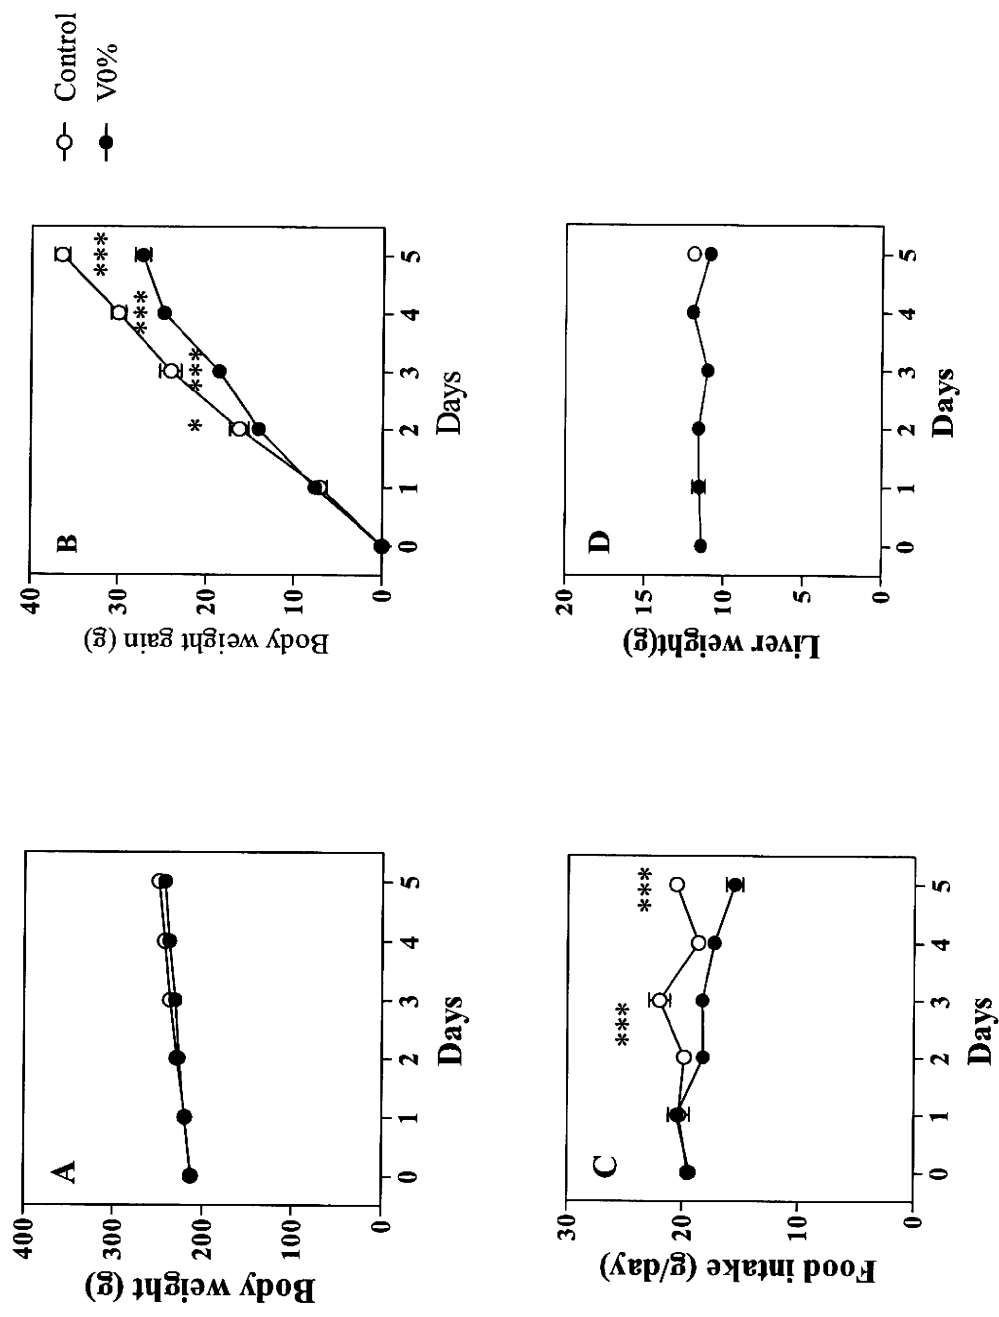 Control
V0%
A
400
300
200
100
0
Body weight (g)
0 1 2 3 4 5
Days
B
40
30
20
10
0
Body weight gain (g)
*
***
***
***
0 1 2 3 4 5
Days
C
30
20
10
0
Food intake (g/day)
***
***
0 1 2 3 4 5
Days
D
20
15
10
5
0
Liver weight(g)
0 1 2 3 4 5
Days